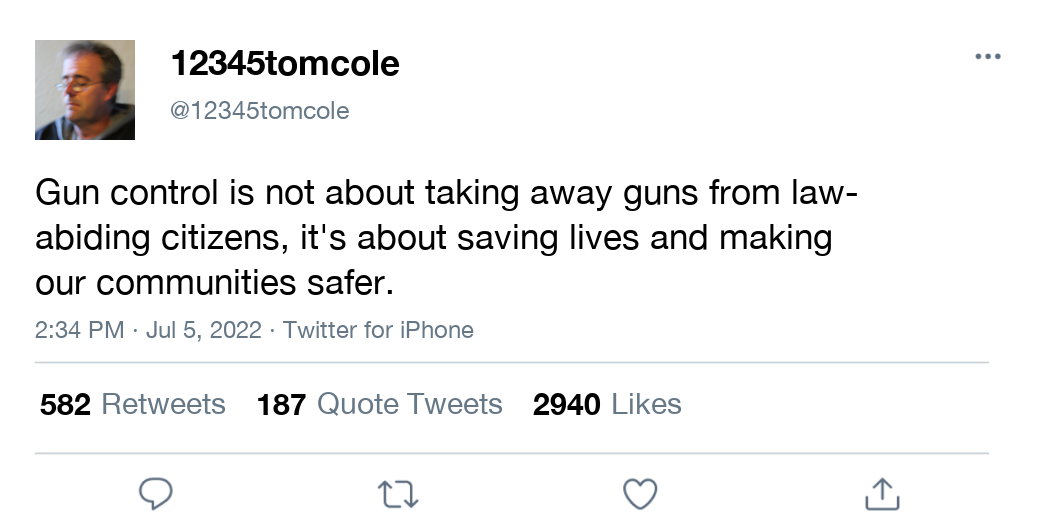 12345tomcole
@12345tomcole
Gun control is not about taking away guns from law-
abiding citizens, it's about saving lives and making
our communities safer.
2:34 PM · Jul 5, 2022 · Twitter for iPhone
582 Retweets 187 Quote Tweets 2940 Likes